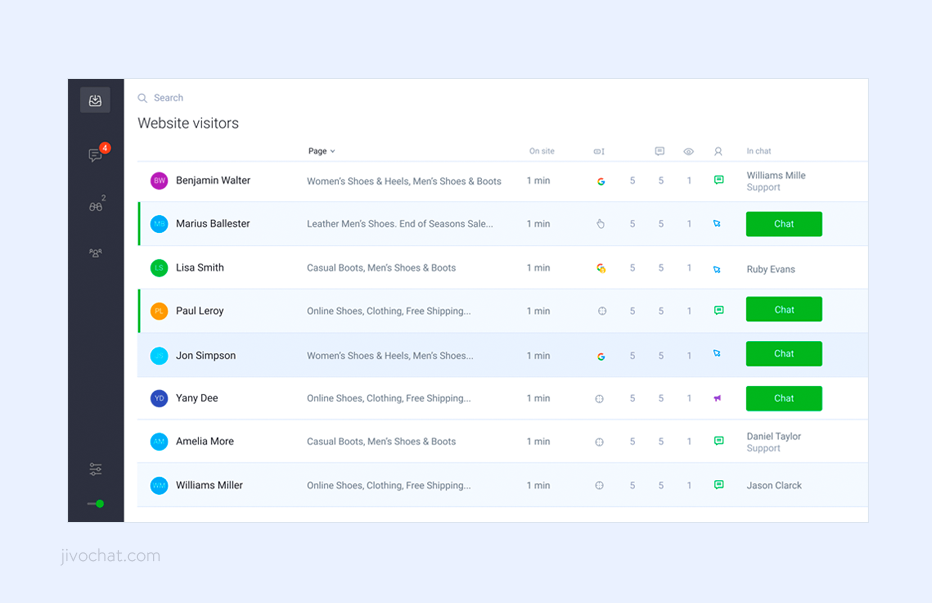 Search
Website visitors
4
2
Page On site In chat
BW Benjamin Walter Women's Shoes & Heels, Men's Shoes & Boots 1 min 5 5 1 Williams Mille
Support
MB Marius Ballester Leather Men's Shoes. End of Seasons Sale... 1 min 5 5 1 Chat
LS Lisa Smith Casual Boots, Men's Shoes & Boots 1 min 5 5 1 Ruby Evans
PL Paul Leroy Online Shoes, Clothing, Free Shipping... 1 min 5 5 1 Chat
JS Jon Simpson Women's Shoes & Heels, Men's Shoes... 1 min 5 5 1 Chat
YD Yany Dee Online Shoes, Clothing, Free Shipping... 1 min 5 5 1 Chat
AM Amelia More Casual Boots, Men's Shoes & Boots 1 min 5 5 1 Daniel Taylor
Support
WM Williams Miller Online Shoes, Clothing, Free Shipping... 1 min 5 5 1 Jason Clarck
jivochat.com